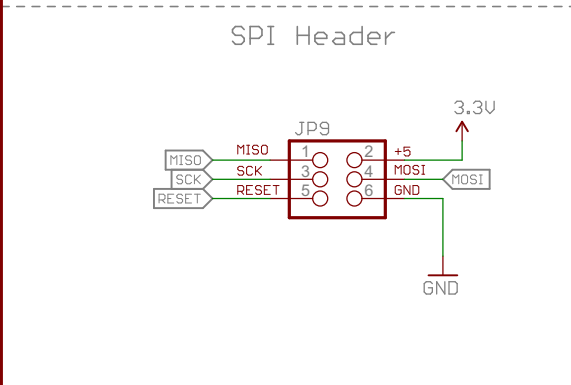 SPI Header
3.3V
JP9
MISO MISO 1 2 +5
SCK SCK 3 4 MOSI MOSI
RESET RESET 5 6 GND
GND